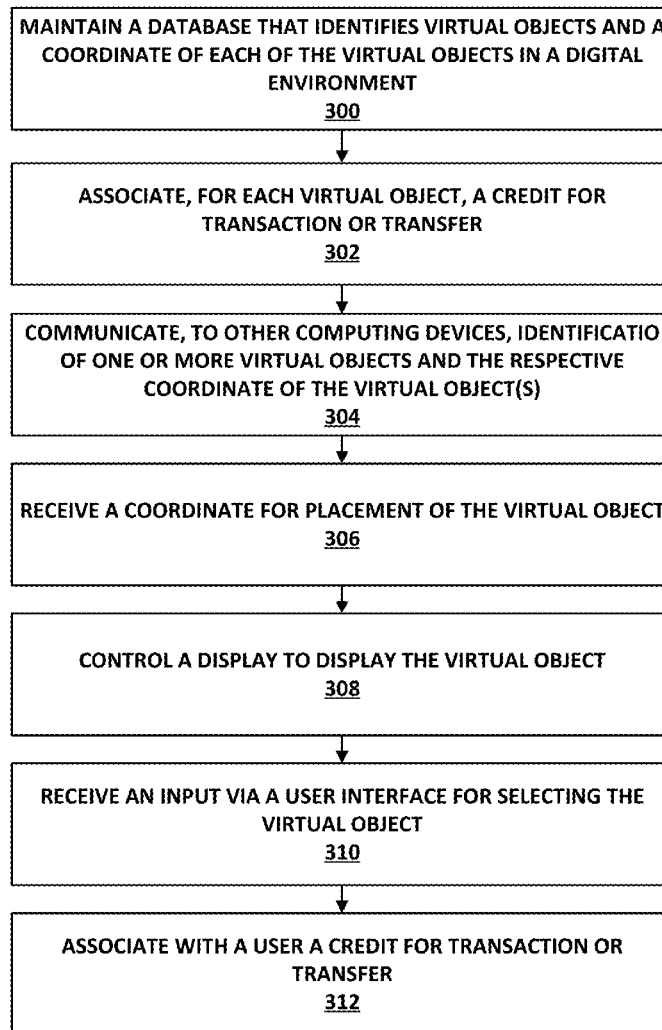 MAINTAIN A DATABASE THAT IDENTIFIES VIRTUAL OBJECTS AND A
COORDINATE OF EACH OF THE VIRTUAL OBJECTS IN A DIGITAL
ENVIRONMENT
300
ASSOCIATE, FOR EACH VIRTUAL OBJECT, A CREDIT FOR
TRANSACTION OR TRANSFER
302
COMMUNICATE, TO OTHER COMPUTING DEVICES, IDENTIFICATIO
OF ONE OR MORE VIRTUAL OBJECTS AND THE RESPECTIVE
COORDINATE OF THE VIRTUAL OBJECT(S)
304
RECEIVE A COORDINATE FOR PLACEMENT OF THE VIRTUAL OBJECT
306
CONTROL A DISPLAY TO DISPLAY THE VIRTUAL OBJECT
308
RECEIVE AN INPUT VIA A USER INTERFACE FOR SELECTING THE
VIRTUAL OBJECT
310
ASSOCIATE WITH A USER A CREDIT FOR TRANSACTION OR
TRANSFER
312